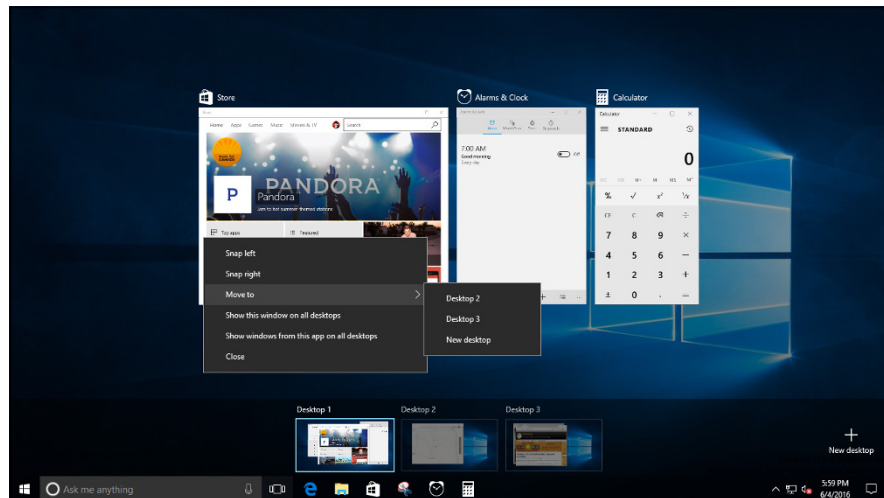 Store
Alarms & Clock
Calculator
Home Apps Games Music Movies & TV
Search
Calculator
STANDARD
7:00 AM
Good morning
Every day
Off
0
PANDORA
P
Pandora
Top apps
Featured
M+ M- MS
% √ x² ¹/x
CE C ÷
7 8 9 ×
4 5 6 −
1 2 3 +
± 0 . =
Snap left
Snap right
Move to
Show this window on all desktops
Show windows from this app on all desktops
Close
Desktop 2
Desktop 3
New desktop
Desktop 1
Desktop 2
Desktop 3
New desktop
Ask me anything
5:59 PM
6/4/2016